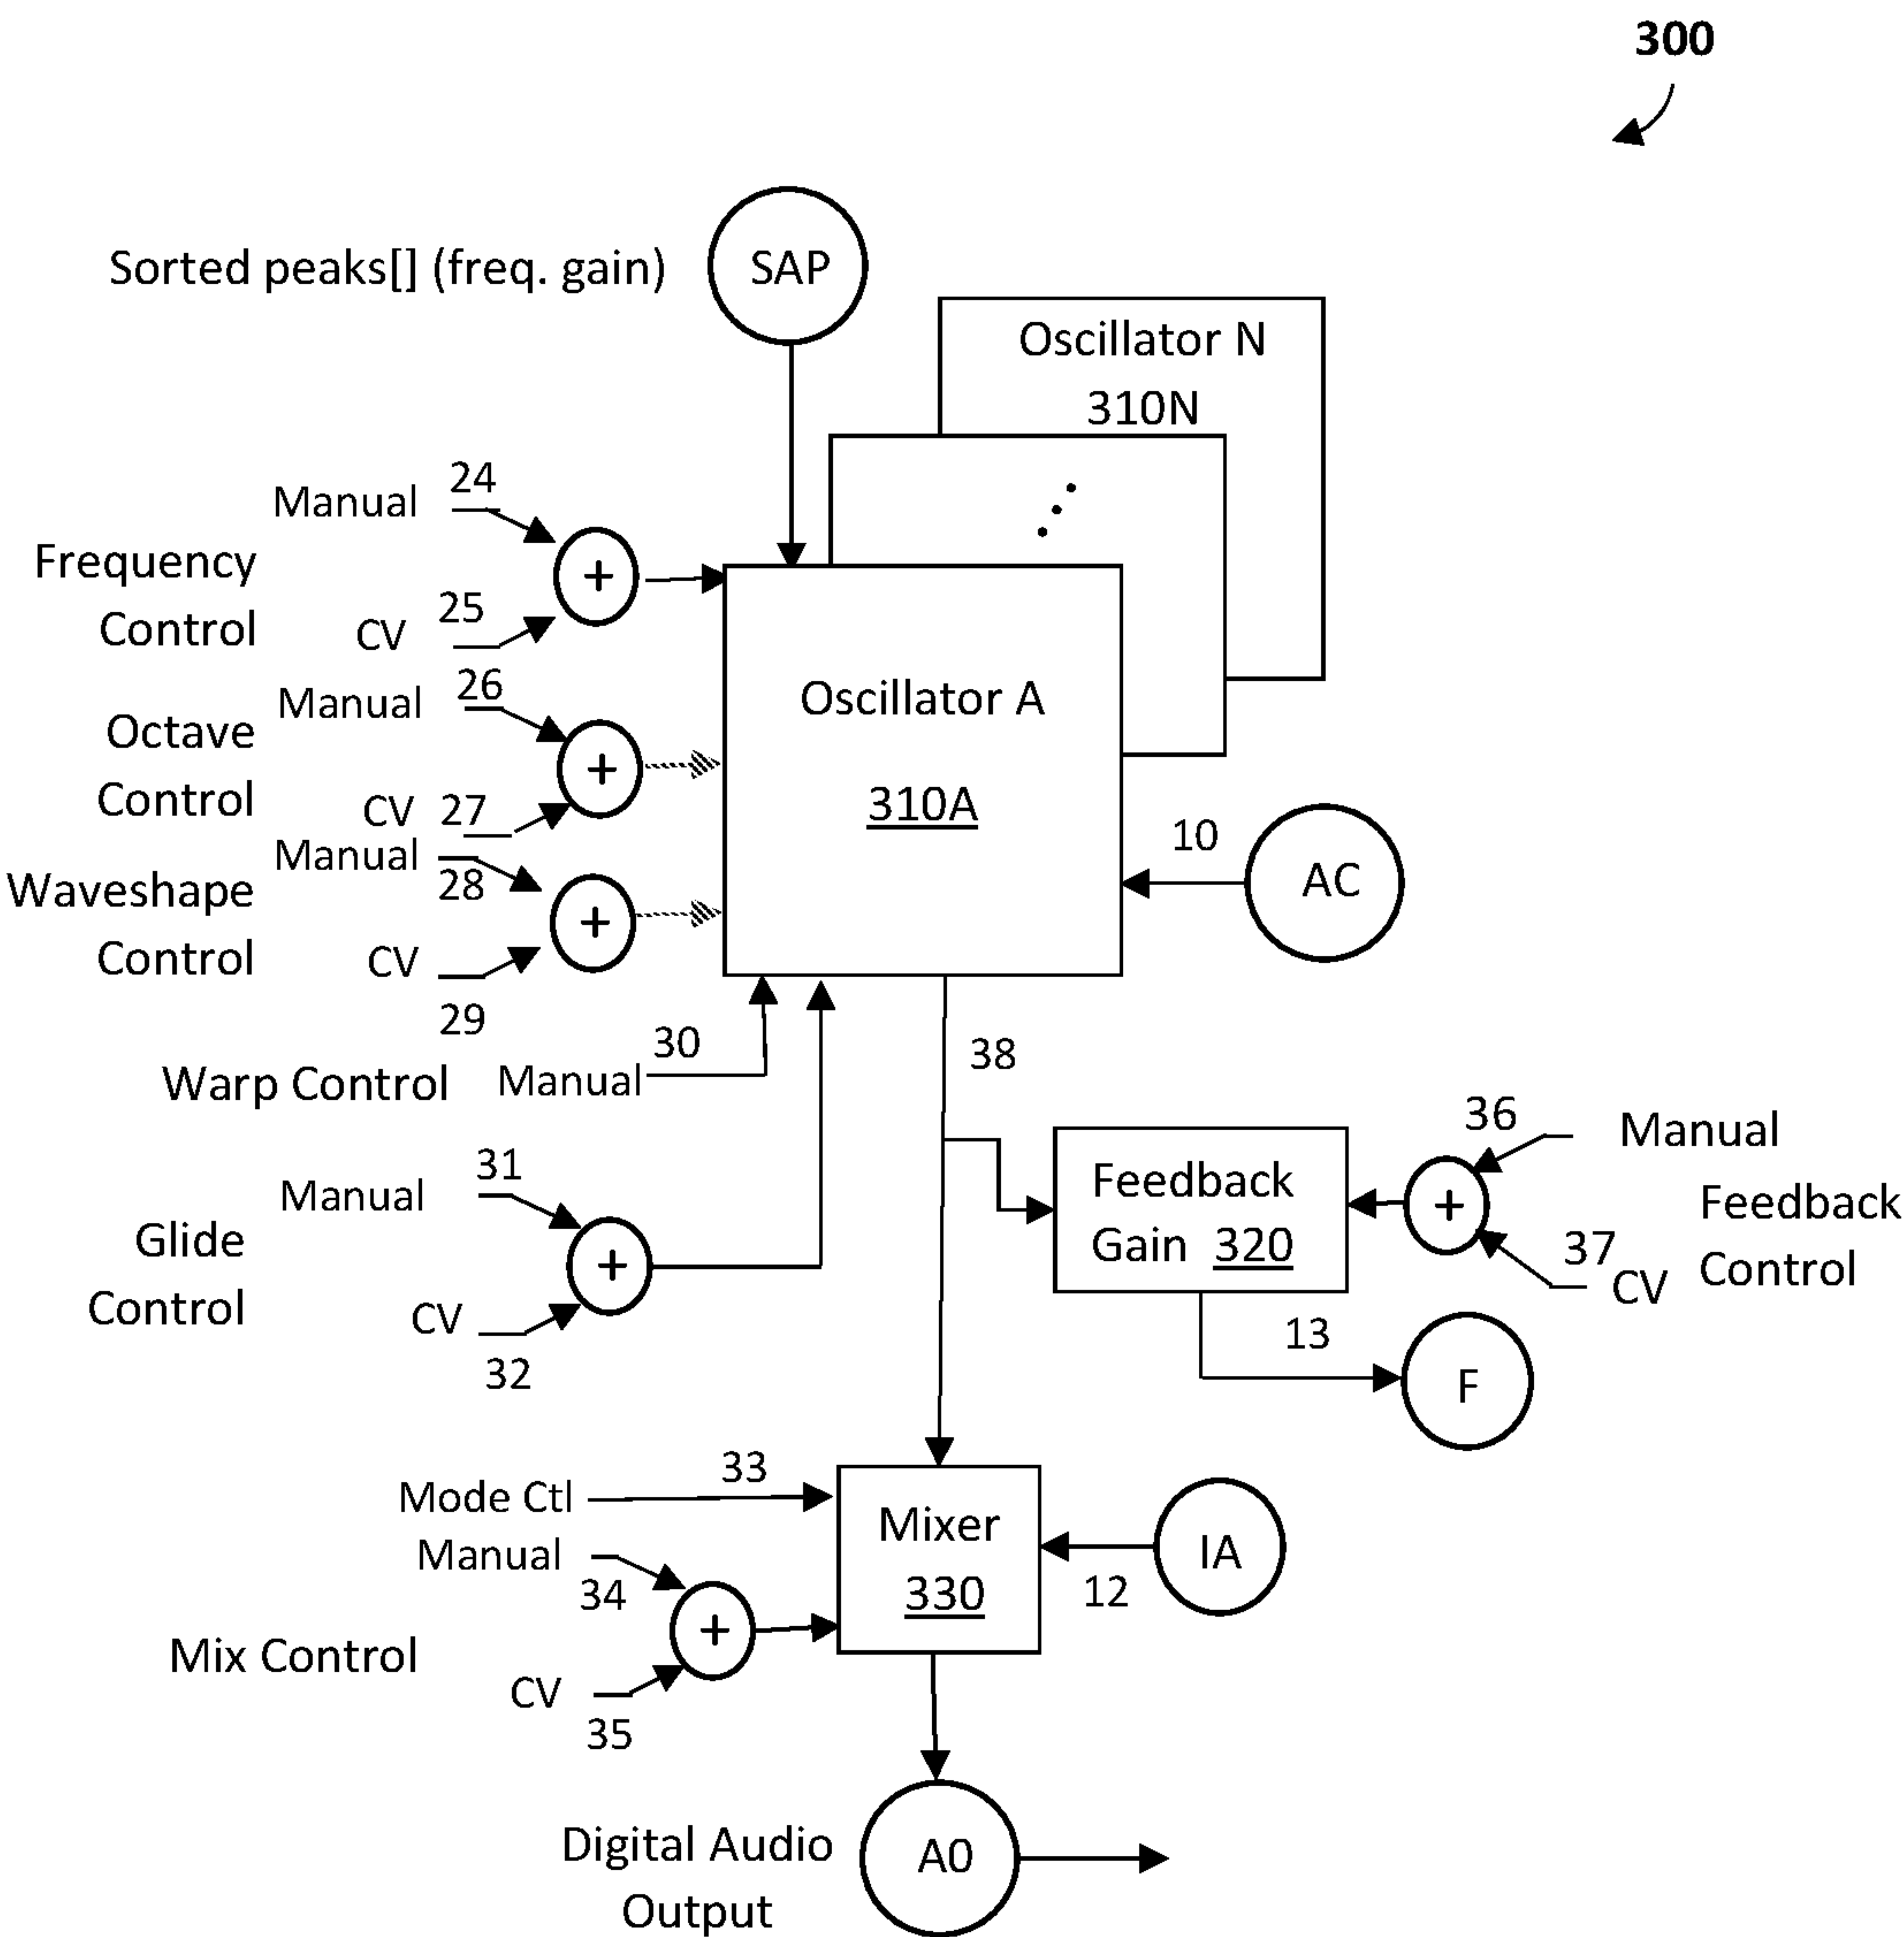 300
Sorted peaks[] (freq. gain)
SAP
Oscillator N
310N
Manual 24
Frequency
Control
+
CV 25
Manual 26
Octave
Control
+
CV 27
Oscillator A
310A
Manual 28
Waveshape
Control
+
CV 29
10
AC
Warp Control Manual 30
38
Manual 31
Glide
Control
+
CV 32
Feedback
Gain 320
36 Manual
+
Feedback
Control
37 CV
13
F
Mode Ctl 33
Manual 34
Mix Control
+
CV 35
Mixer
330
12
IA
Digital Audio
Output
A0